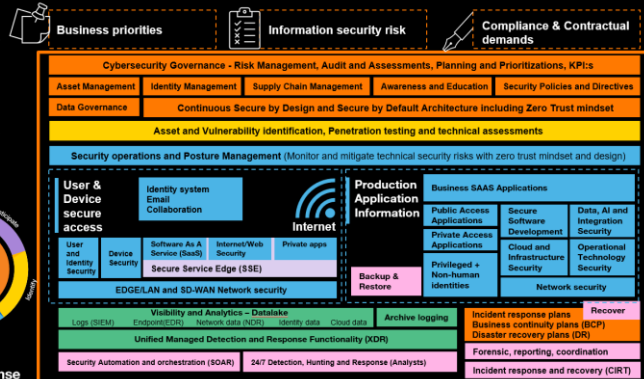 Business priorities
Information security risk
Compliance & Contractual
demands
Cybersecurity Governance - Risk Management, Audit and Assessments, Planning and Prioritizations, KPI:s
Asset Management
Identity Management
Supply Chain Management
Awareness and Education
Security Policies and Directives
Data Governance
Continuous Secure by Design and Secure by Default Architecture including Zero Trust mindset
Asset and Vulnerability identification, Penetration testing and technical assessments
Security operations and Posture Management (Monitor and mitigate technical security risks with zero trust mindset and design)
User &
Device
secure
access
Identity system
Email
Collaboration
Internet
User
and
Identity
Security
Device
Security
Software As A
Service (SaaS)
Internet/Web
Security
Private apps
Secure Service Edge (SSE)
EDGE/LAN and SD-WAN Network security
Production
Application
Information
Business SAAS Applications
Public Access
Applications
Secure
Software
Development
Data, AI and
Integration
Security
Private Access
Applications
Cloud and
Infrastructure
Security
Operational
Technology
Security
Privileged +
Non-human
identities
Backup &
Restore
Network security
Visibility and Analytics – Datalake
Logs (SIEM) Endpoint(EDR) Network data (NDR) Identity data Cloud data
Archive logging
Unified Managed Detection and Response Functionality (XDR)
Security Automation and orchestration (SOAR)
24/7 Detection, Hunting and Response (Analysts)
Recover
Incident response plans
Business continuity plans (BCP)
Disaster recovery plans (DR)
Forensic, reporting, coordination
Incident response and recovery (CIRT)
Identify